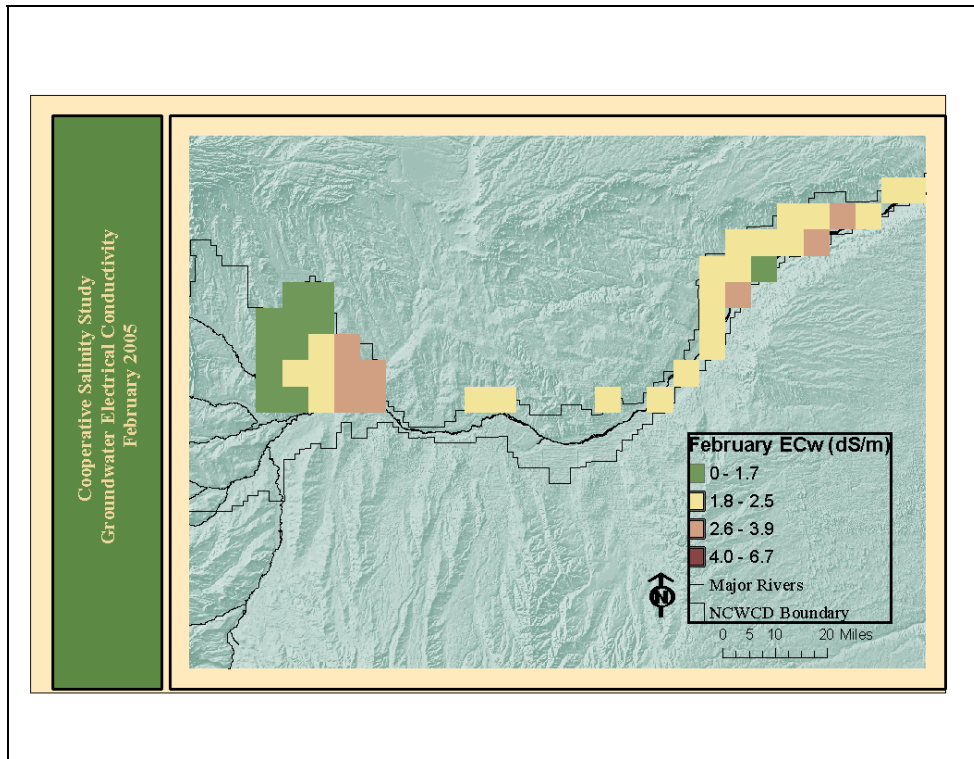 Cooperative Salinity Study
Groundwater Electrical Conductivity
February 2005
February ECw (dS/m)
0 - 1.7
1.8 - 2.5
2.6 - 3.9
4.0 - 6.7
Major Rivers
NCWCD Boundary
N
0 5 10 20 Miles